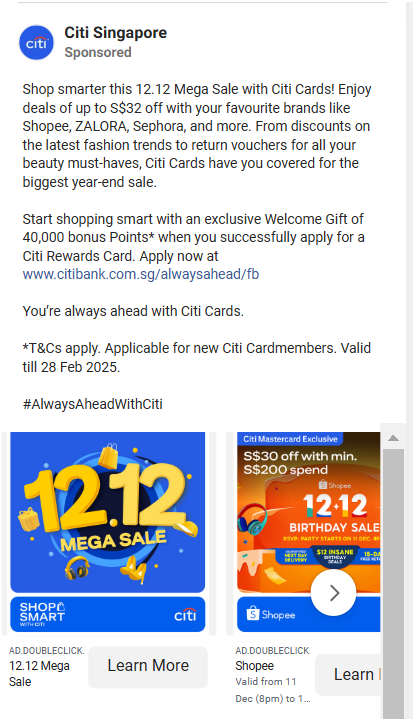 Citi Singapore
Sponsored
Shop smarter this 12.12 Mega Sale with Citi Cards! Enjoy
deals of up to S$32 off with your favourite brands like
Shopee, ZALORA, Sephora, and more. From discounts on
the latest fashion trends to return vouchers for all your
beauty must-haves, Citi Cards have you covered for the
biggest year-end sale.
Start shopping smart with an exclusive Welcome Gift of
40,000 bonus Points* when you successfully apply for a
Citi Rewards Card. Apply now at
www.citibank.com.sg/alwaysahead/fb
You’re always ahead with Citi Cards.
*T&Cs apply. Applicable for new Citi Cardmembers. Valid
till 28 Feb 2025.
#AlwaysAheadWithCiti
12.12
MEGA SALE
SHOP
SMART
WITH CITI
citi
AD.DOUBLECLICK.
12.12 Mega
Sale
Learn More
Citi Mastercard Exclusive
S$30 off with min.
S$200 spend
Shopee
12.12
BIRTHDAY SALE
RSVP: PARTY STARTS ON 11 DEC, 8P
NEXT DAY
DELIVERY
$12 INSANE
BIRTHDAY
DEALS
15-DA
FREE RET
Shopee
AD.DOUBLECLICK.
Shopee
Valid from 11
Dec (8pm) to 1...
Learn